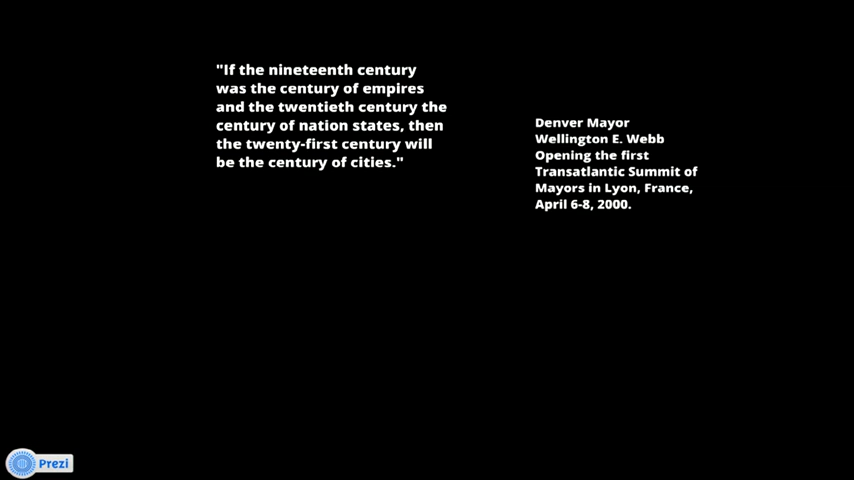 "If the nineteenth century
was the century of empires
and the twentieth century the
century of nation states, then
the twenty-first century will
be the century of cities."
Denver Mayor
Wellington E. Webb
Opening the first
Transatlantic Summit of
Mayors in Lyon, France,
April 6-8, 2000.
Prezi